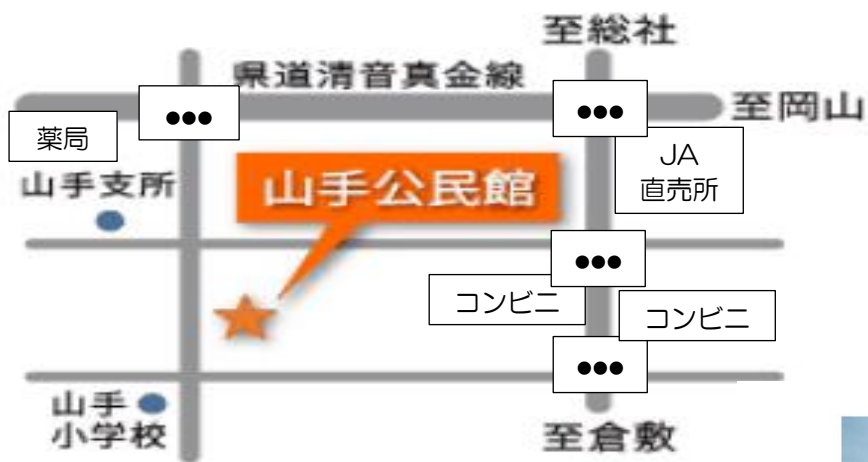 至総社
県道清音真金線
●●●
●●●
至岡山
薬局
JA
直売所
山手支所
山手公民館
●●●
コンビニ
コンビニ
●●●
山手
小学校
至倉敷